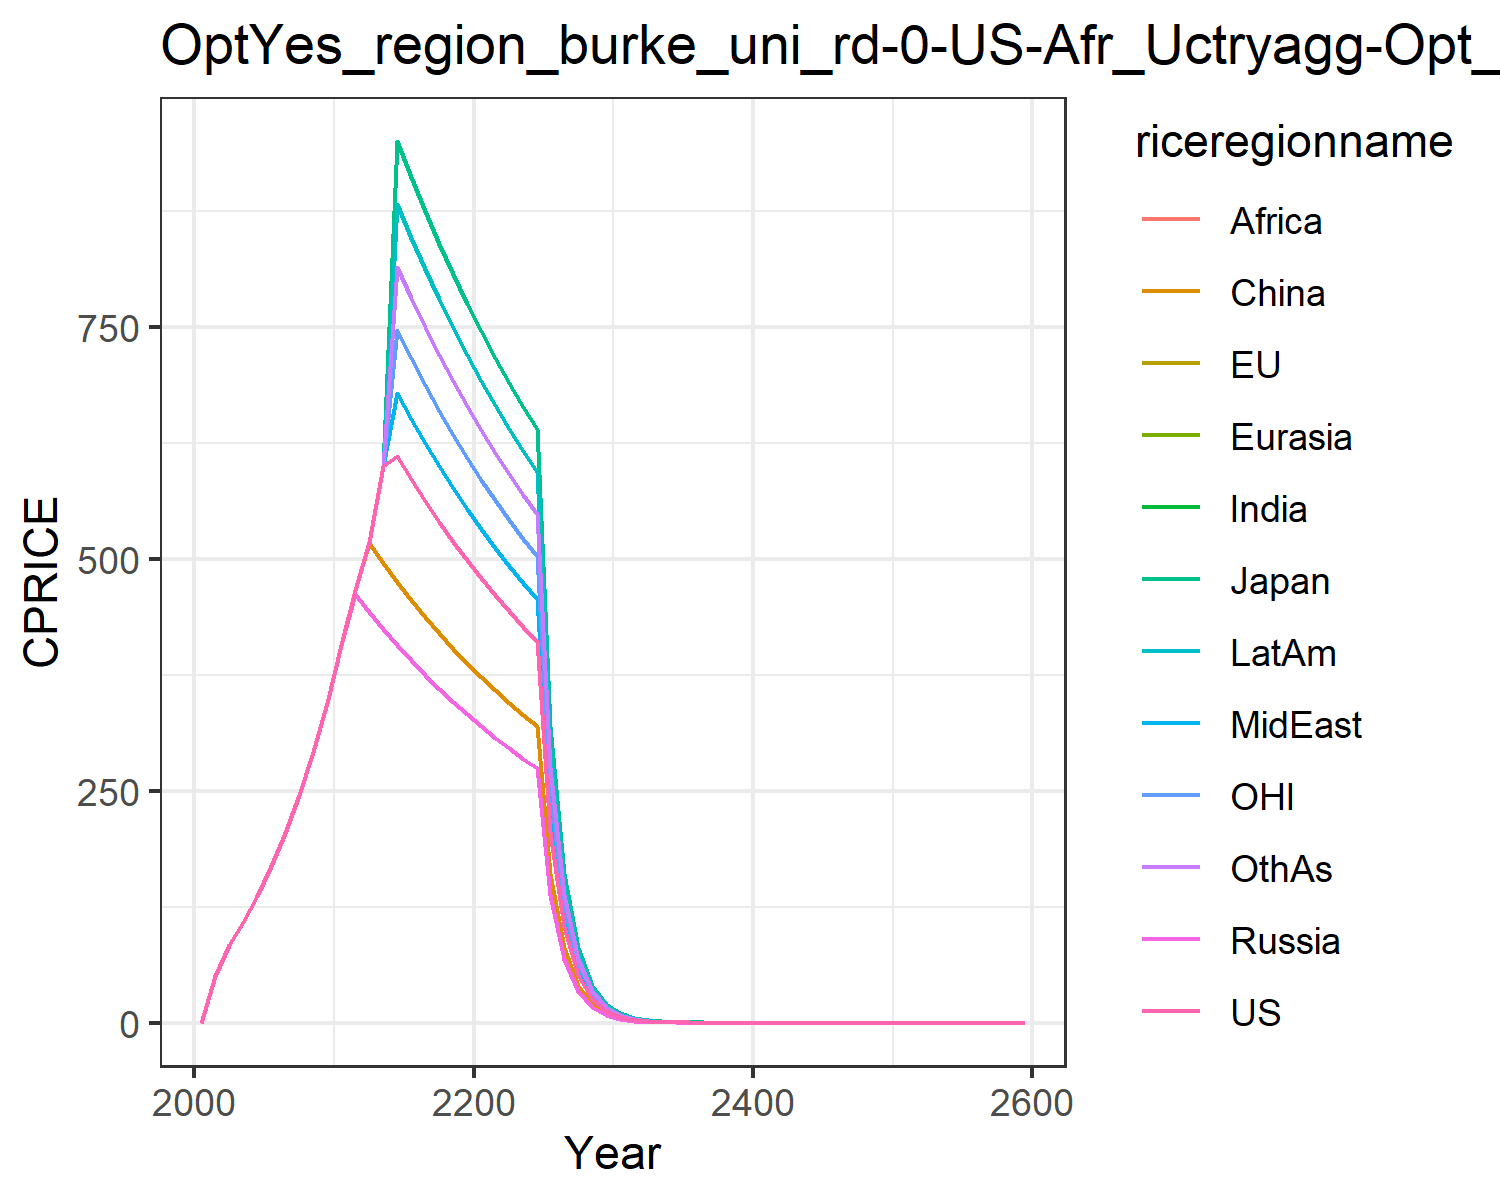 OptYes_region_burke_uni_rd-0-US-Afr_Uctryagg-Opt_
CPRICE
750
500
250
0
2000
2200
2400
2600
Year
riceregionname
Africa
China
EU
Eurasia
India
Japan
LatAm
MidEast
OHI
OthAs
Russia
US